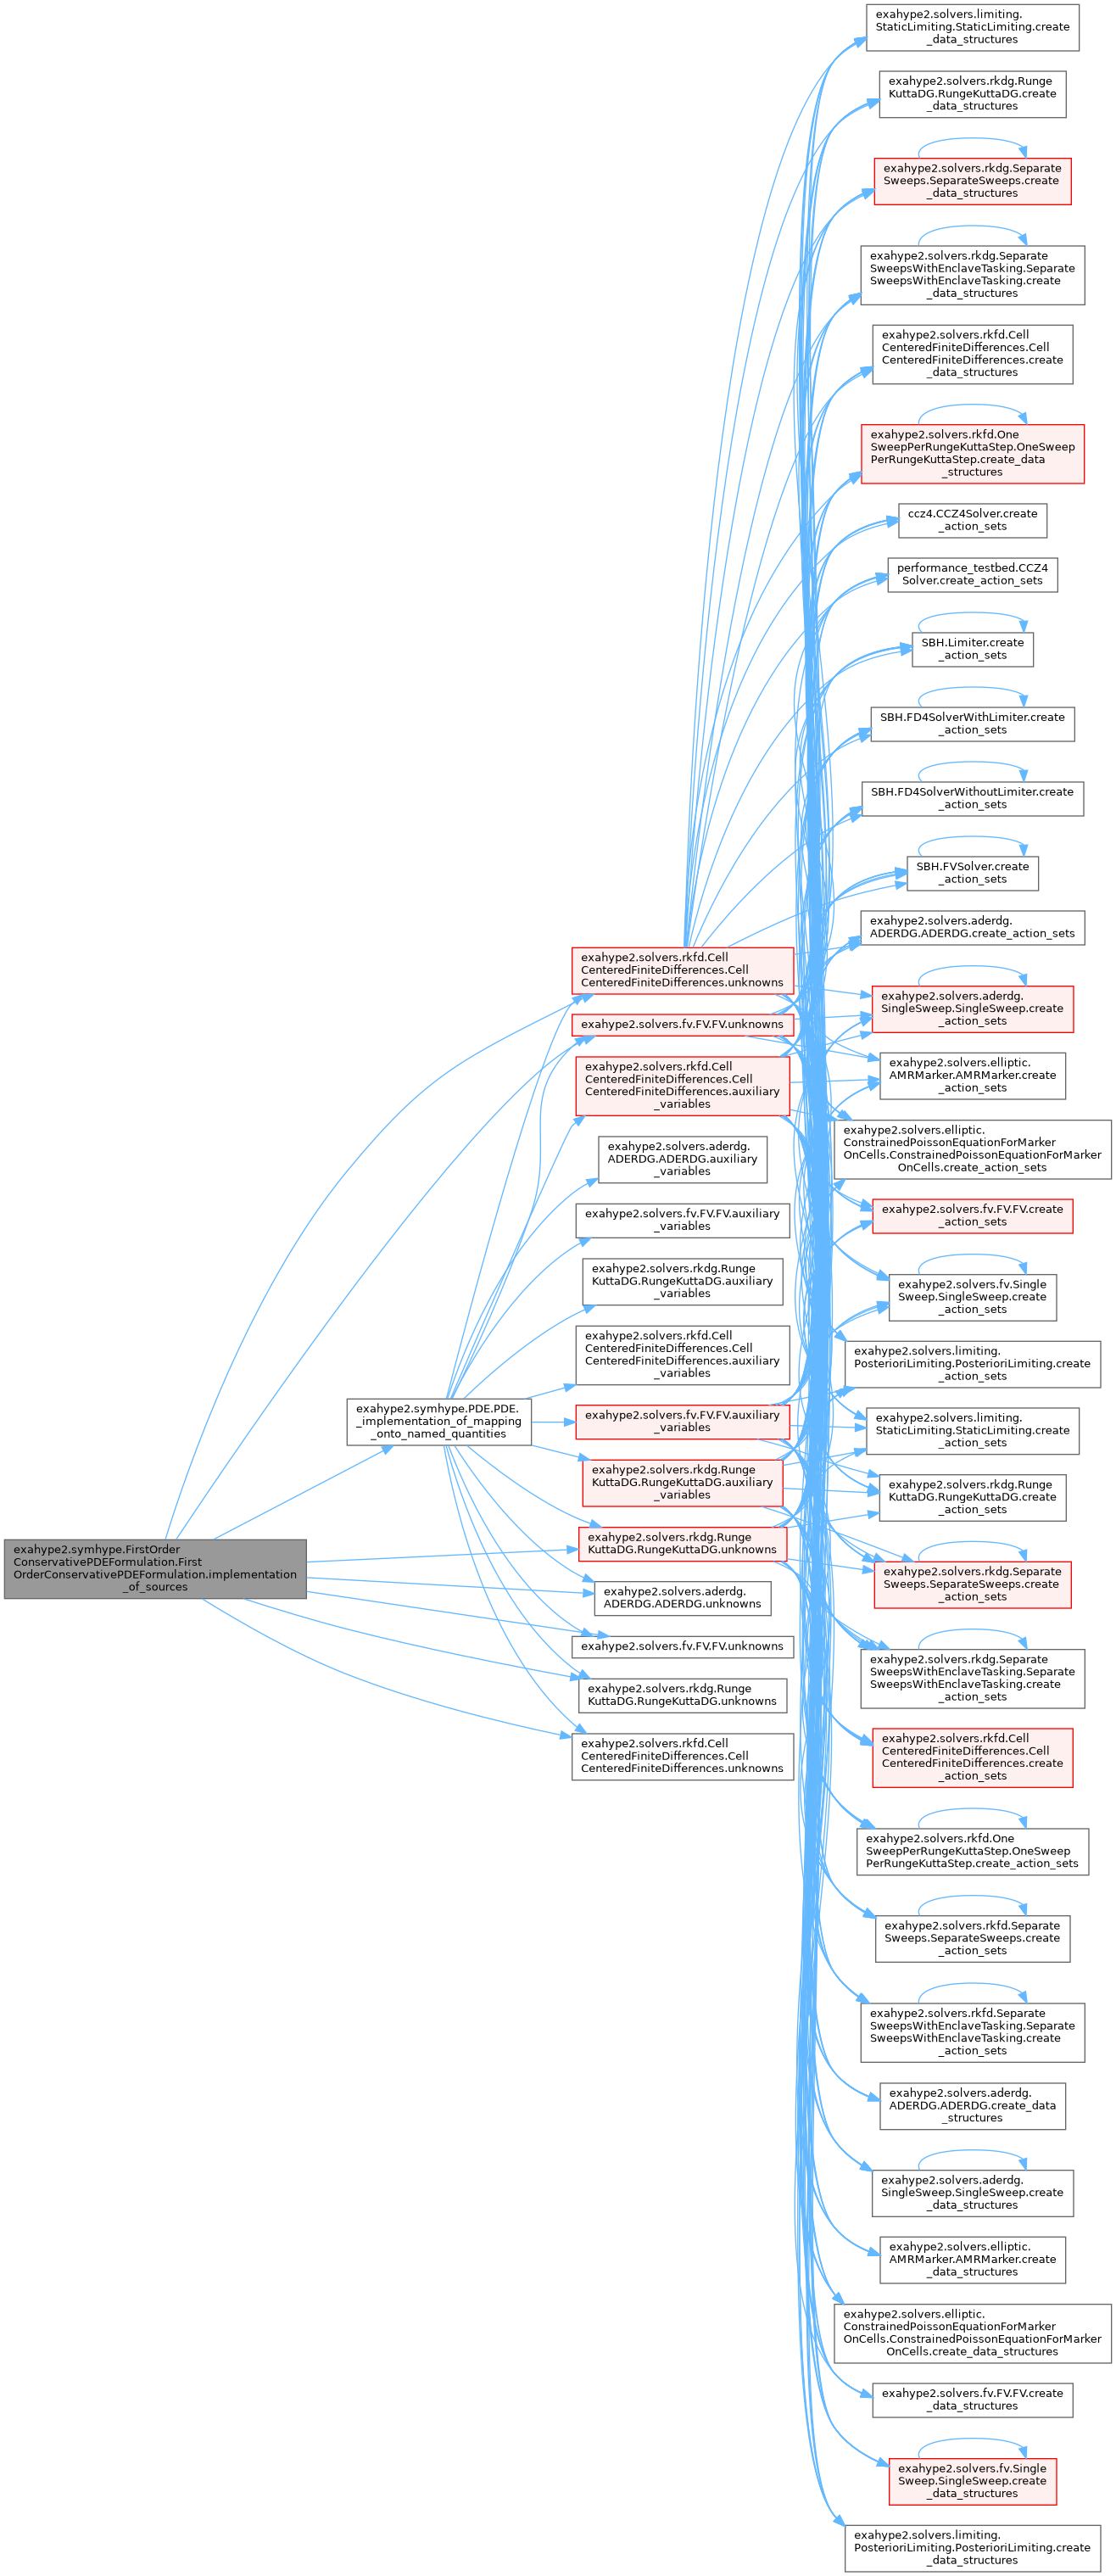 exahype2.symhype.FirstOrder
ConservativePDEFormulation.First
OrderConservativePDEFormulation.implementation
_of_sources
exahype2.symhype.PDE.PDE.
_implementation_of_mapping
_onto_named_quantities
exahype2.solvers.rkfd.Cell
CenteredFiniteDifferences.Cell
CenteredFiniteDifferences.unknowns
exahype2.solvers.fv.FV.FV.unknowns
exahype2.solvers.rkfd.Cell
CenteredFiniteDifferences.Cell
CenteredFiniteDifferences.auxiliary
_variables
exahype2.solvers.aderdg.
ADERDG.ADERDG.auxiliary
_variables
exahype2.solvers.fv.FV.FV.auxiliary
_variables
exahype2.solvers.rkdg.Runge
KuttaDG.RungeKuttaDG.auxiliary
_variables
exahype2.solvers.rkfd.Cell
CenteredFiniteDifferences.Cell
CenteredFiniteDifferences.auxiliary
_variables
exahype2.solvers.fv.FV.FV.auxiliary
_variables
exahype2.solvers.rkdg.Runge
KuttaDG.RungeKuttaDG.auxiliary
_variables
exahype2.solvers.rkdg.Runge
KuttaDG.RungeKuttaDG.unknowns
exahype2.solvers.aderdg.
ADERDG.ADERDG.unknowns
exahype2.solvers.fv.FV.FV.unknowns
exahype2.solvers.rkdg.Runge
KuttaDG.RungeKuttaDG.unknowns
exahype2.solvers.rkfd.Cell
CenteredFiniteDifferences.Cell
CenteredFiniteDifferences.unknowns
exahype2.solvers.limiting.
StaticLimiting.StaticLimiting.create
_data_structures
exahype2.solvers.rkdg.Runge
KuttaDG.RungeKuttaDG.create
_data_structures
exahype2.solvers.rkdg.Separate
Sweeps.SeparateSweeps.create
_data_structures
exahype2.solvers.rkdg.Separate
SweepsWithEnclaveTasking.Separate
SweepsWithEnclaveTasking.create
_data_structures
exahype2.solvers.rkfd.Cell
CenteredFiniteDifferences.Cell
CenteredFiniteDifferences.create
_data_structures
exahype2.solvers.rkfd.One
SweepPerRungeKuttaStep.OneSweep
PerRungeKuttaStep.create_data
_structures
ccz4.CCZ4Solver.create
_action_sets
performance_testbed.CCZ4
Solver.create_action_sets
SBH.Limiter.create
_action_sets
SBH.FD4SolverWithLimiter.create
_action_sets
SBH.FD4SolverWithoutLimiter.create
_action_sets
SBH.FVSolver.create
_action_sets
exahype2.solvers.aderdg.
ADERDG.ADERDG.create_action_sets
exahype2.solvers.aderdg.
SingleSweep.SingleSweep.create
_action_sets
exahype2.solvers.elliptic.
AMRMarker.AMRMarker.create
_action_sets
exahype2.solvers.elliptic.
ConstrainedPoissonEquationForMarker
OnCells.ConstrainedPoissonEquationForMarker
OnCells.create_action_sets
exahype2.solvers.fv.FV.FV.create
_action_sets
exahype2.solvers.fv.Single
Sweep.SingleSweep.create
_action_sets
exahype2.solvers.limiting.
PosterioriLimiting.PosterioriLimiting.create
_action_sets
exahype2.solvers.limiting.
StaticLimiting.StaticLimiting.create
_action_sets
exahype2.solvers.rkdg.Runge
KuttaDG.RungeKuttaDG.create
_action_sets
exahype2.solvers.rkdg.Separate
Sweeps.SeparateSweeps.create
_action_sets
exahype2.solvers.rkdg.Separate
SweepsWithEnclaveTasking.Separate
SweepsWithEnclaveTasking.create
_action_sets
exahype2.solvers.rkfd.Cell
CenteredFiniteDifferences.Cell
CenteredFiniteDifferences.create
_action_sets
exahype2.solvers.rkfd.One
SweepPerRungeKuttaStep.OneSweep
PerRungeKuttaStep.create_action_sets
exahype2.solvers.rkfd.Separate
Sweeps.SeparateSweeps.create
_action_sets
exahype2.solvers.rkfd.Separate
SweepsWithEnclaveTasking.Separate
SweepsWithEnclaveTasking.create
_action_sets
exahype2.solvers.aderdg.
ADERDG.ADERDG.create_data
_structures
exahype2.solvers.aderdg.
SingleSweep.SingleSweep.create
_data_structures
exahype2.solvers.elliptic.
AMRMarker.AMRMarker.create
_data_structures
exahype2.solvers.elliptic.
ConstrainedPoissonEquationForMarker
OnCells.ConstrainedPoissonEquationForMarker
OnCells.create_data_structures
exahype2.solvers.fv.FV.FV.create
_data_structures
exahype2.solvers.fv.Single
Sweep.SingleSweep.create
_data_structures
exahype2.solvers.limiting.
PosterioriLimiting.PosterioriLimiting.create
_data_structures